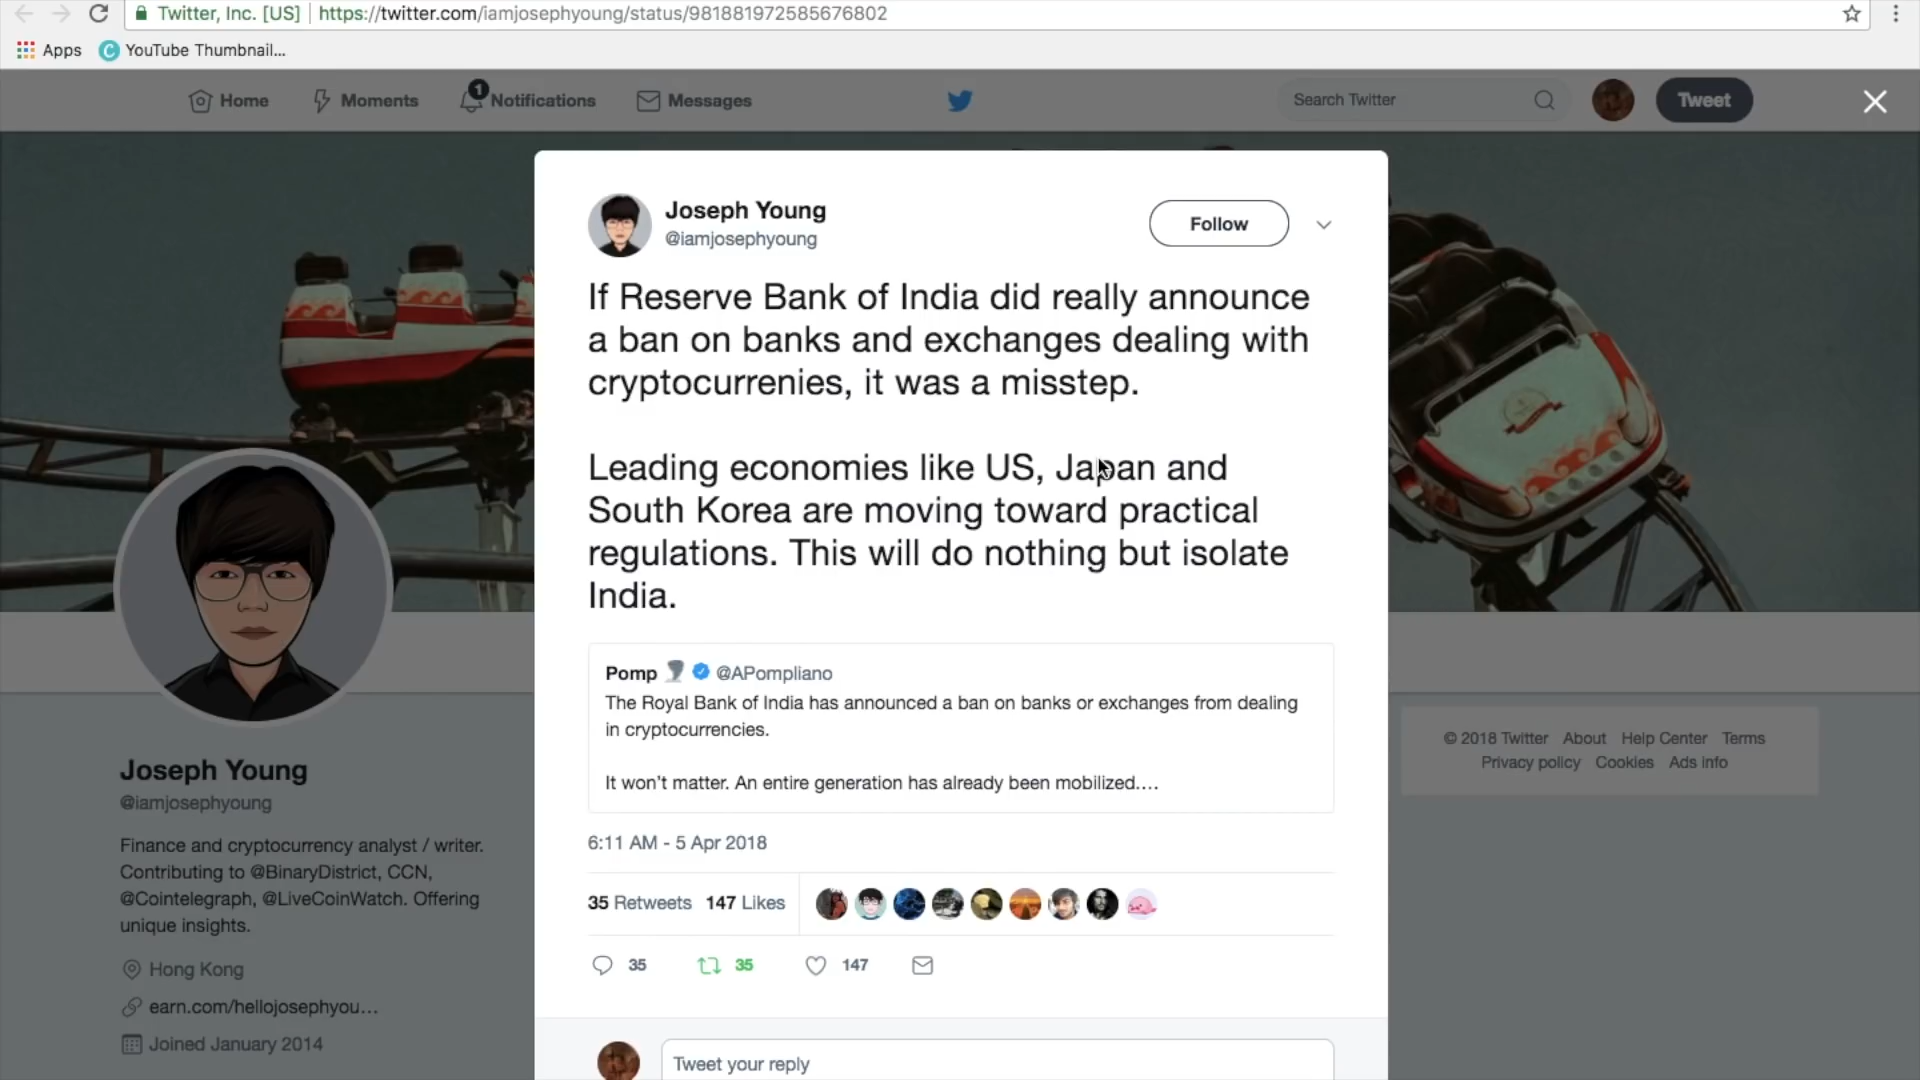 Twitter, Inc. [US] https://twitter.com/iamjosephyoung/status/981881972585676802
Apps YouTube Thumbnail...
Home Moments 1 Notifications Messages Search Twitter Tweet
Joseph Young
@iamjosephyoung
Follow
If Reserve Bank of India did really announce
a ban on banks and exchanges dealing with
cryptocurrenies, it was a misstep.
Leading economies like US, Japan and
South Korea are moving toward practical
regulations. This will do nothing but isolate
India.
Pomp @APompliano
The Royal Bank of India has announced a ban on banks or exchanges from dealing
in cryptocurrencies.
It won't matter. An entire generation has already been mobilized....
6:11 AM - 5 Apr 2018
35 Retweets 147 Likes
35 35 147
Tweet your reply
Joseph Young
@iamjosephyoung
Finance and cryptocurrency analyst / writer.
Contributing to @BinaryDistrict, CCN,
@Cointelegraph, @LiveCoinWatch. Offering
unique insights.
Hong Kong
earn.com/hellojosephyou...
Joined January 2014
© 2018 Twitter About Help Center Terms
Privacy policy Cookies Ads info